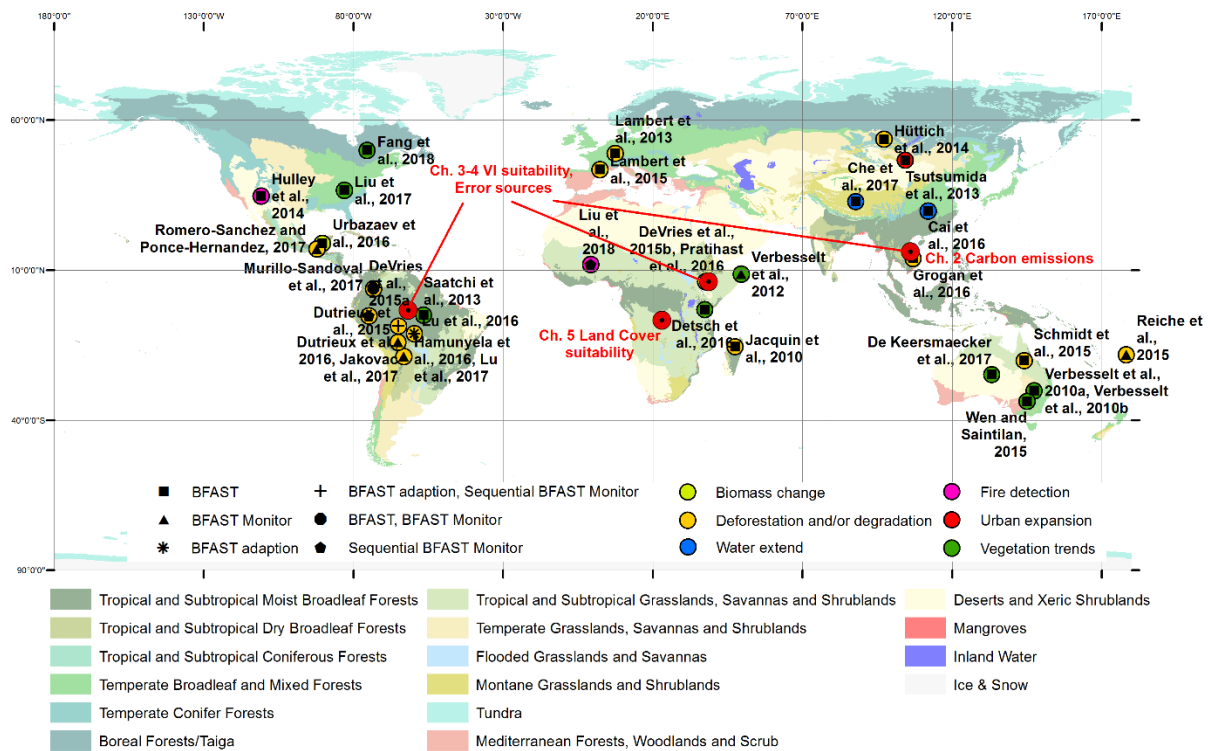 180°0'0"E
130°0'0"E
80°0'0"E
30°0'0"E
20°0'0"E
70°0'0"E
120°0'0"E
170°0'0"E
60°0'0"N
10°0'0"N
40°0'0"S
90°0'0"E
Fang et
al., 2018
Hulley
et al.,
2014
Liu et
al., 2017
Urbazaev et
al., 2016
Romero-Sanchez and
Ponce-Hernandez, 2017
Murillo-Sandoval
et al., 2017
DeVries
et al.,
2015a
Saatchi et
al., 2013
Dutrieux et
al., 2015
Lu et al., 2016
Dutrieux et al.,
2016, Jakovac
et al., 2017
Hamunyela et
al., 2016, Lu
et al., 2017
Lambert et
al., 2013
Lambert et
al., 2015
Ch. 3-4 VI suitability,
Error sources
Liu et
al.,
2018
DeVries et al.,
2015b, Pratihast
et al., 2016
Verbesselt
et al.,
2012
Ch. 5 Land Cover
suitability
Detsch et
al., 2016
Jacquin et
al., 2010
Hüttich et
al., 2014
Che et
al., 2017
Tsutsumida
et al., 2013
Cai et
al., 2016
Ch. 2 Carbon emissions
Grogan et
al., 2016
De Keersmaecker
et al., 2017
Schmidt et
al., 2015
Reiche et
al.,
2015
Verbesselt et al.,
2010a, Verbesselt
et al., 2010b
Wen and
Saintilan,
2015
BFAST
BFAST Monitor
BFAST adaption
BFAST adaption, Sequential BFAST Monitor
BFAST, BFAST Monitor
Sequential BFAST Monitor
Biomass change
Deforestation and/or degradation
Water extend
Fire detection
Urban expansion
Vegetation trends
Tropical and Subtropical Moist Broadleaf Forests
Tropical and Subtropical Dry Broadleaf Forests
Tropical and Subtropical Coniferous Forests
Temperate Broadleaf and Mixed Forests
Temperate Conifer Forests
Boreal Forests/Taiga
Tropical and Subtropical Grasslands, Savannas and Shrublands
Temperate Grasslands, Savannas and Shrublands
Flooded Grasslands and Savannas
Montane Grasslands and Shrublands
Tundra
Mediterranean Forests, Woodlands and Scrub
Deserts and Xeric Shrublands
Mangroves
Inland Water
Ice & Snow